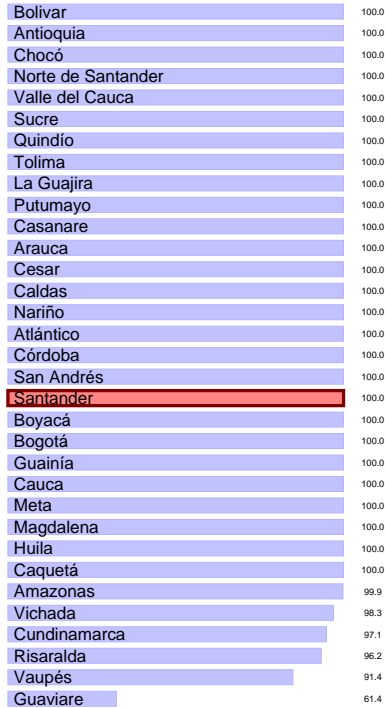 Bolivar 100.0
Antioquia 100.0
Chocó 100.0
Norte de Santander 100.0
Valle del Cauca 100.0
Sucre 100.0
Quindío 100.0
Tolima 100.0
La Guajira 100.0
Putumayo 100.0
Casanare 100.0
Arauca 100.0
Cesar 100.0
Caldas 100.0
Nariño 100.0
Atlántico 100.0
Córdoba 100.0
San Andrés 100.0
Santander 100.0
Boyacá 100.0
Bogotá 100.0
Guainía 100.0
Cauca 100.0
Meta 100.0
Magdalena 100.0
Huila 100.0
Caquetá 100.0
Amazonas 99.9
Vichada 98.3
Cundinamarca 97.1
Risaralda 96.2
Vaupés 91.4
Guaviare 61.4